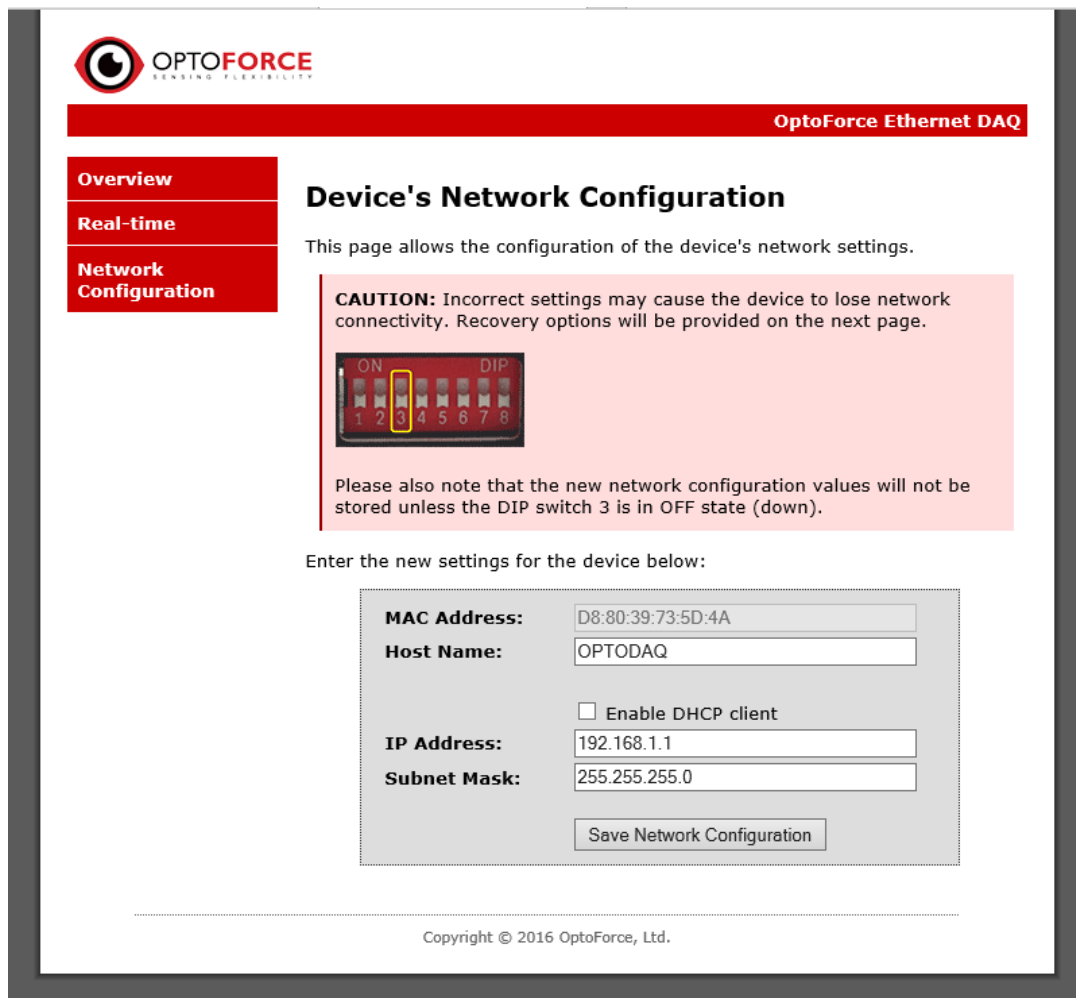 OPTOFORCE
SENSING FLEXIBILITY
OptoForce Ethernet DAQ
Overview
Real-time
Network
Configuration
Device's Network Configuration
This page allows the configuration of the device's network settings.
CAUTION: Incorrect settings may cause the device to lose network
connectivity. Recovery options will be provided on the next page.
ON DIP
1 2 3 4 5 6 7 8
Please also note that the new network configuration values will not be
stored unless the DIP switch 3 is in OFF state (down).
Enter the new settings for the device below:
MAC Address: D8:80:39:73:5D:4A
Host Name: OPTODAQ
Enable DHCP client
IP Address: 192.168.1.1
Subnet Mask: 255.255.255.0
Save Network Configuration
Copyright © 2016 OptoForce, Ltd.